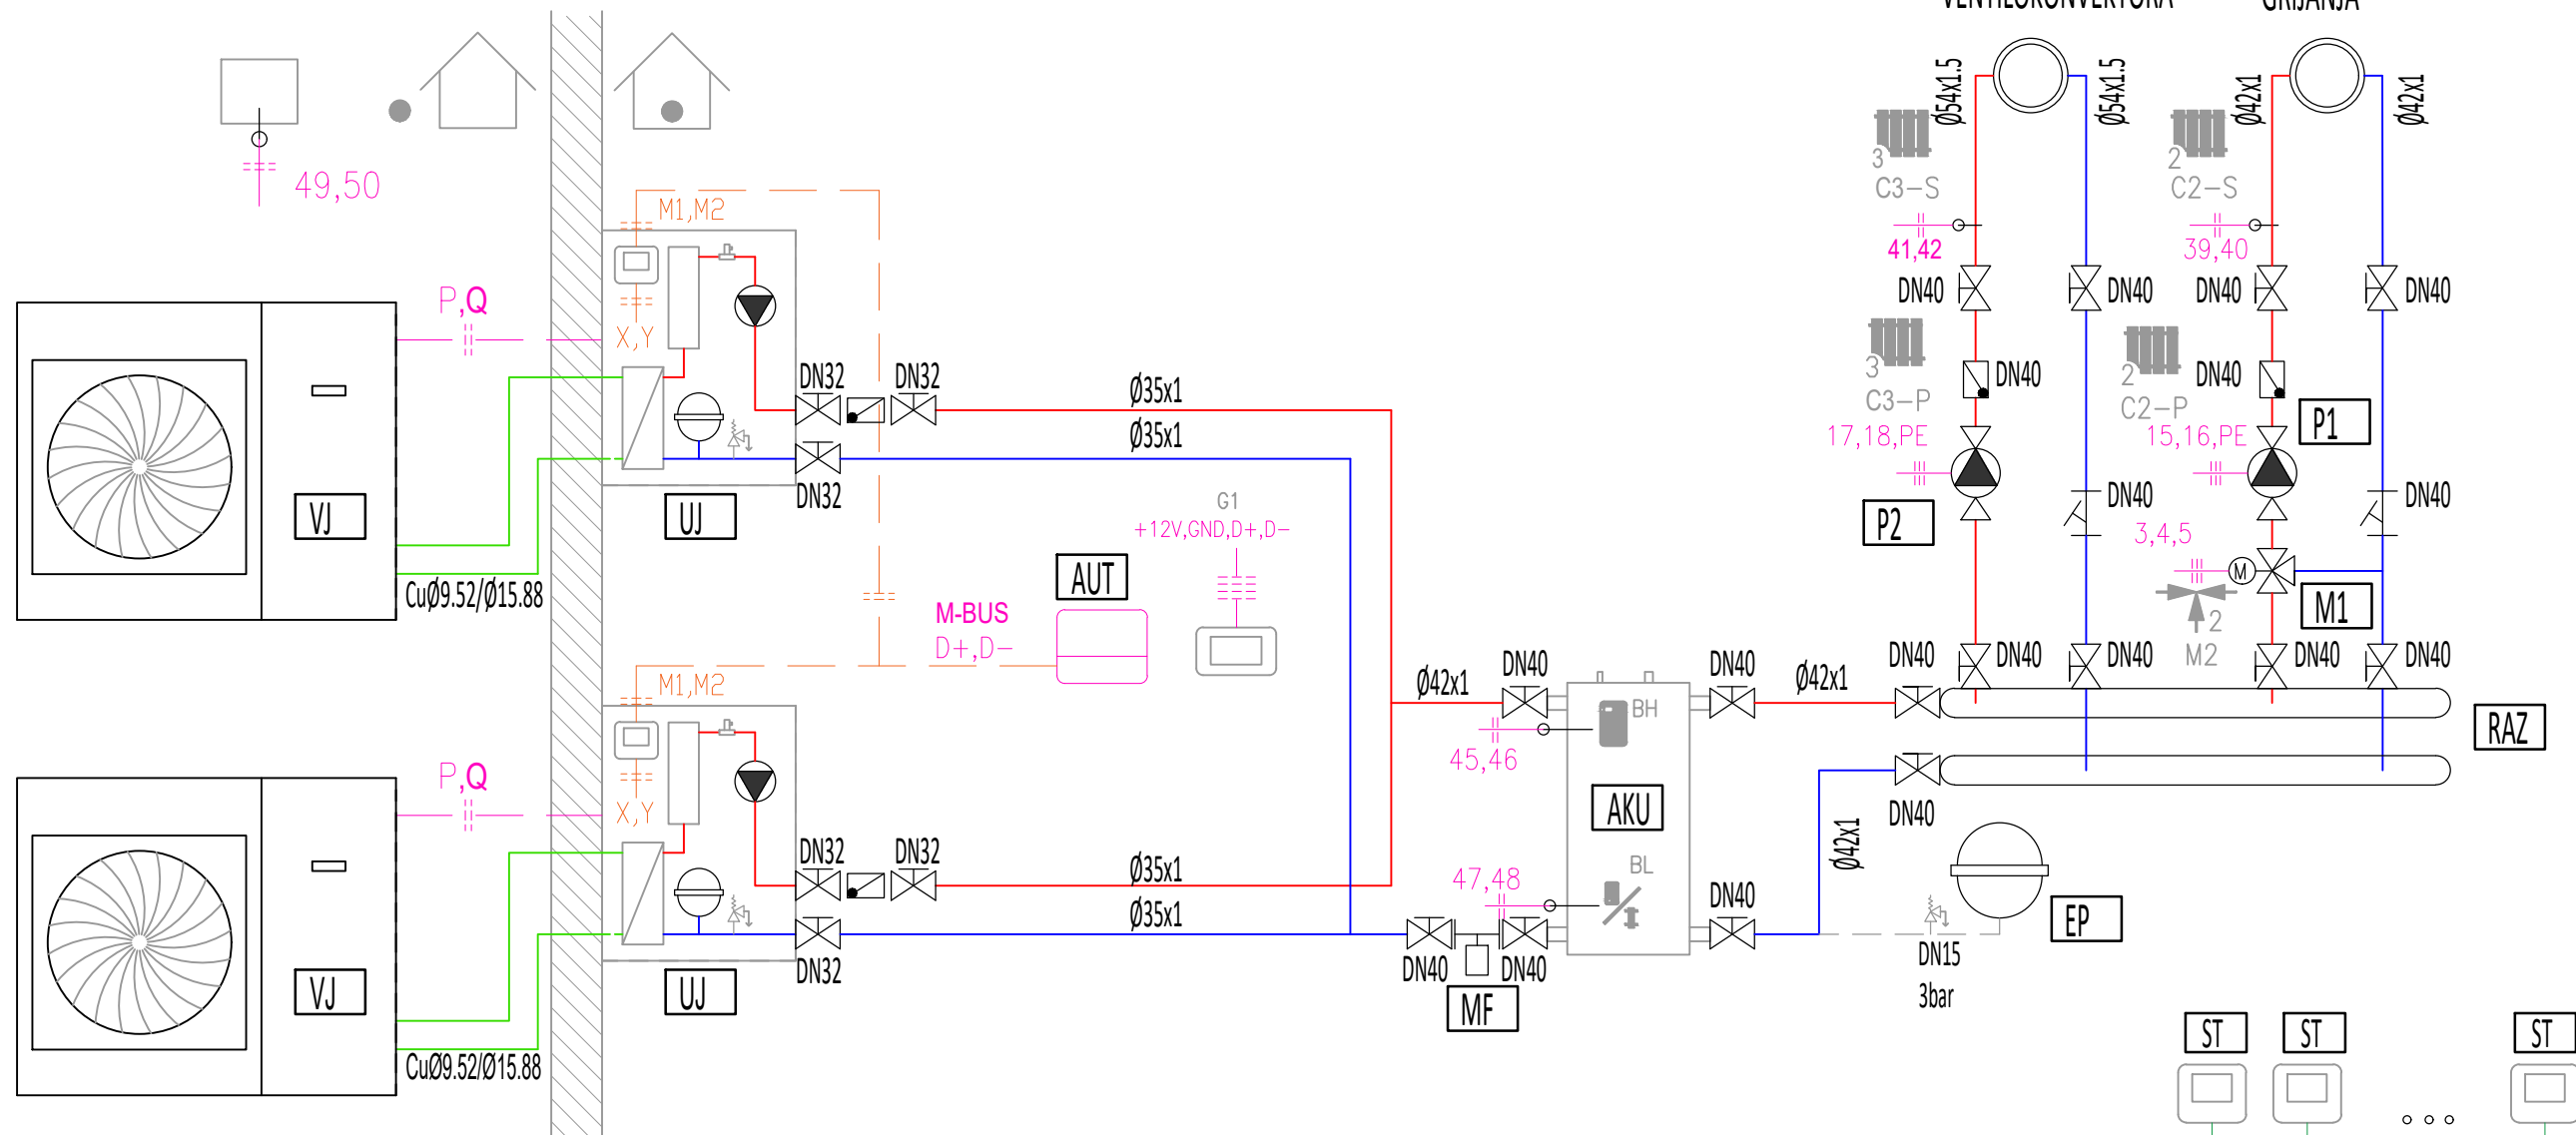 VENTILOKONVERTORA
GRIJANJA
Ø54x1.5
Ø54x1.5
Ø42x1
Ø42x1
49,50
3
C3-S
2
C2-S
M1,M2
41,42
39,40
DN40
DN40
DN40
DN40
P,Q
X,Y
3
C3-P
DN40
2
C2-P
DN40
P1
DN32
DN32
Ø35x1
Ø35x1
17,18,PE
15,16,PE
VJ
UJ
DN32
G1
+12V,GND,D+,D-
P2
DN40
DN40
3,4,5
M
CuØ9.52/Ø15.88
AUT
M-BUS
D+,D-
M1
2
M2
M1,M2
Ø42x1
DN40
DN40
Ø42x1
DN40
DN40
DN40
DN40
DN40
BH
RAZ
P,Q
X,Y
45,46
AKU
DN40
Ø42x1
DN32
DN32
Ø35x1
Ø35x1
47,48
BL
DN40
EP
VJ
UJ
DN32
DN40
DN40
MF
DN15
3bar
CuØ9.52/Ø15.88
ST
ST
ST